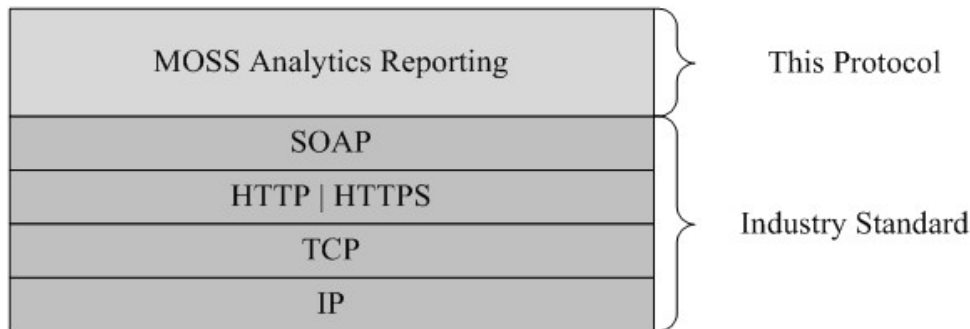 MOSS Analytics Reporting
This Protocol
SOAP
HTTP | HTTPS
TCP
IP
Industry Standard